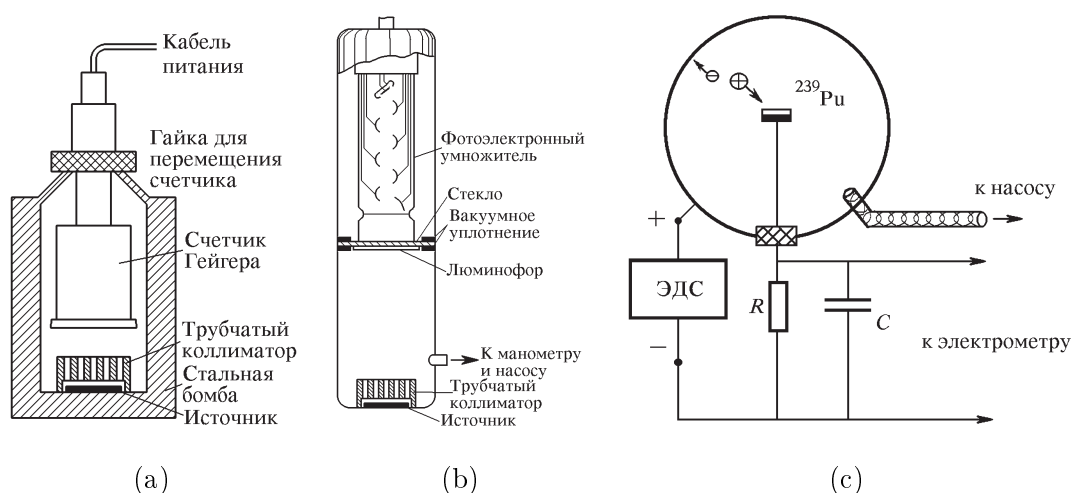 Кабель
питания
Гайка для
перемещения
счетчика
Счетчик
Гейгера
Трубчатый
коллиматор
Стальная
бомба
Источник
(a)
Фотоэлектронный
умножитель
Стекло
Вакуумное
уплотнение
Люминофор
К манометру
и насосу
Трубчатый
коллиматор
Источник
(b)
²³⁹Pu
к насосу
+
ЭДС
−
R
C
к электрометру
(c)